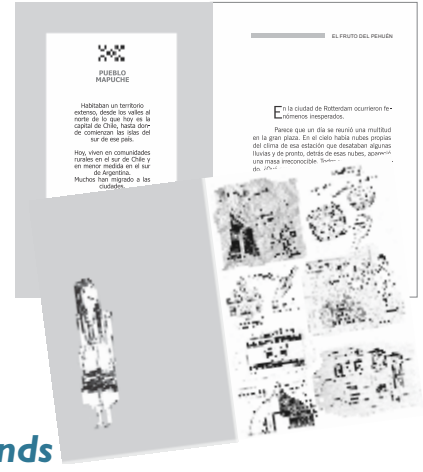 PUEBLO
MAPUCHE
Habitaban un territorio
extenso, desde los valles al
norte de lo que hoy es la
capital de Chile, hasta don-
de comienzan las islas del
sur de ese país.
Hoy, viven en comunidades
rurales en el sur de Chile y
en menor medida en el sur
de Argentina.
Muchos han migrado a las
ciudades.
EL FRUTO DEL PEHUÉN
En la ciudad de Rotterdam ocurrieron fe-
nómenos inesperados.
Parece que un día se reunió una multitud
en la gran plaza. En el cielo había nubes propias
del clima de esa estación que desataban algunas
lluvias y de pronto, detrás de esas nubes, apareció
una masa irreconocible.
nds